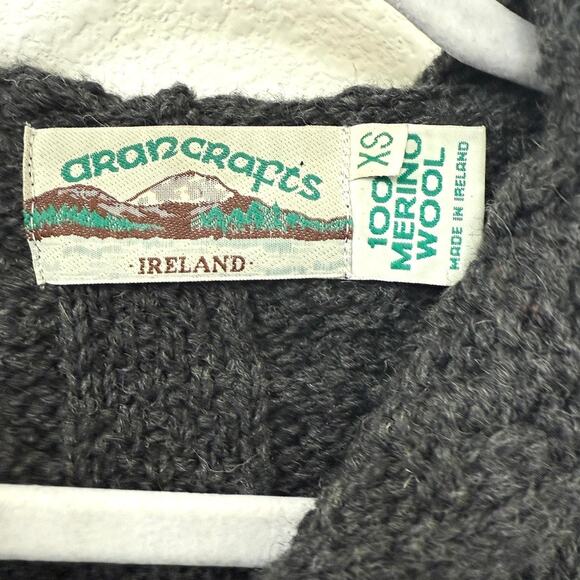 aRaNCRafts
·IRELAND·
XS
100
MERINO
WOOL
MADE IN IRELAND